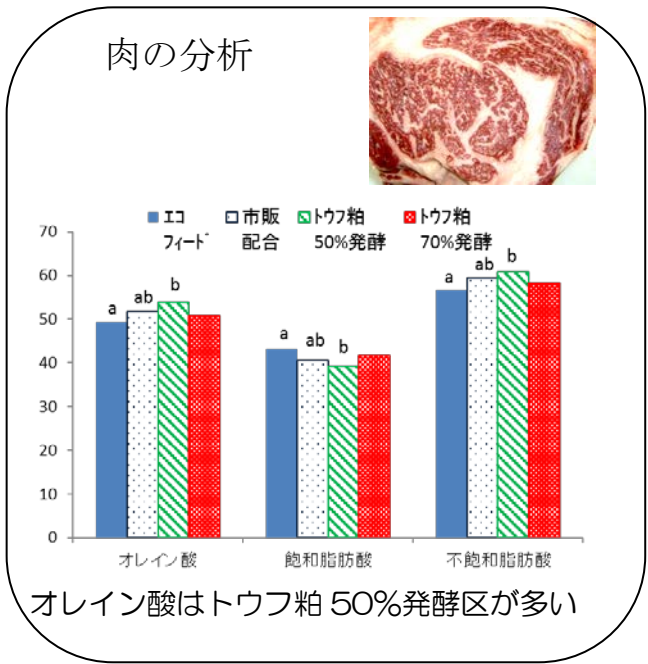 肉の分析
エコ 市販 トウフ粕 トウフ粕
フィード 配合 50%発酵 70%発酵
70
60
50
40
30
20
10
0
a ab b
a ab b
a ab b
オレイン酸 飽和脂肪酸 不飽和脂肪酸
オレイン酸はトウフ粕50%発酵区が多い